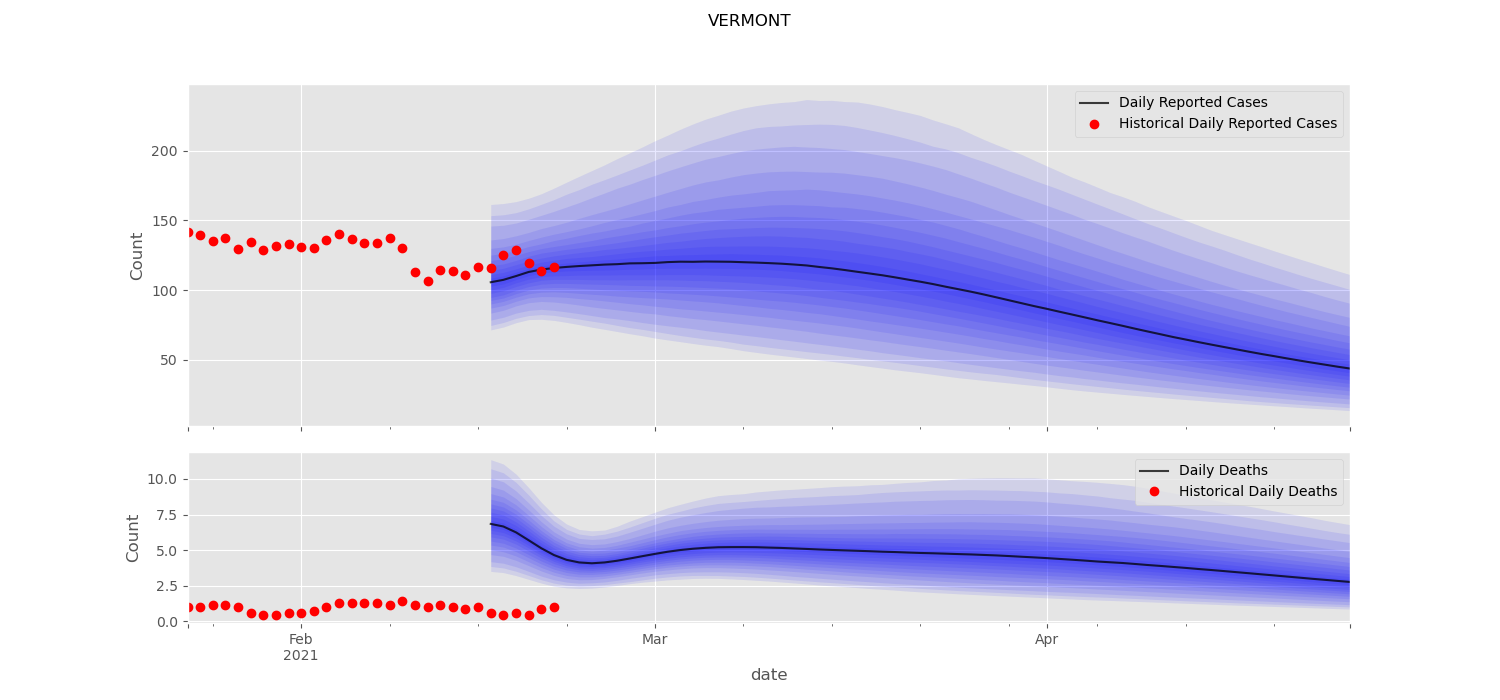 VERMONT
Daily Reported Cases
Historical Daily Reported Cases
200
150
100
50
Count
Daily Deaths
Historical Daily Deaths
10.0
7.5
5.0
2.5
0.0
Count
Feb
2021
Mar
Apr
date